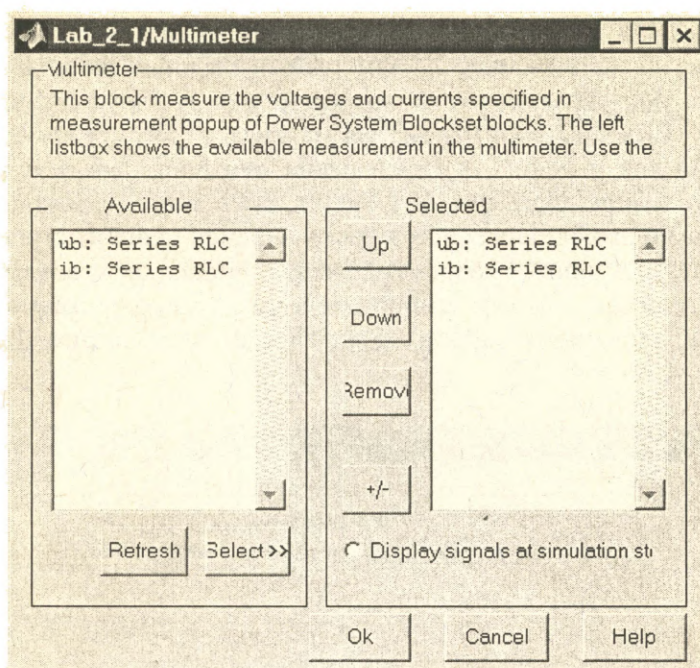 Lab_2_1/Multimeter
Multimeter
This block measure the voltages and currents specified in
measurement popup of Power System Blockset blocks. The left
listbox shows the available measurement in the multimeter. Use the
Available
ub: Series RLC
ib: Series RLC
Refresh
Select >>
Selected
Up
Down
Remov
+/-
ub: Series RLC
ib: Series RLC
Display signals at simulation st
Ok
Cancel
Help